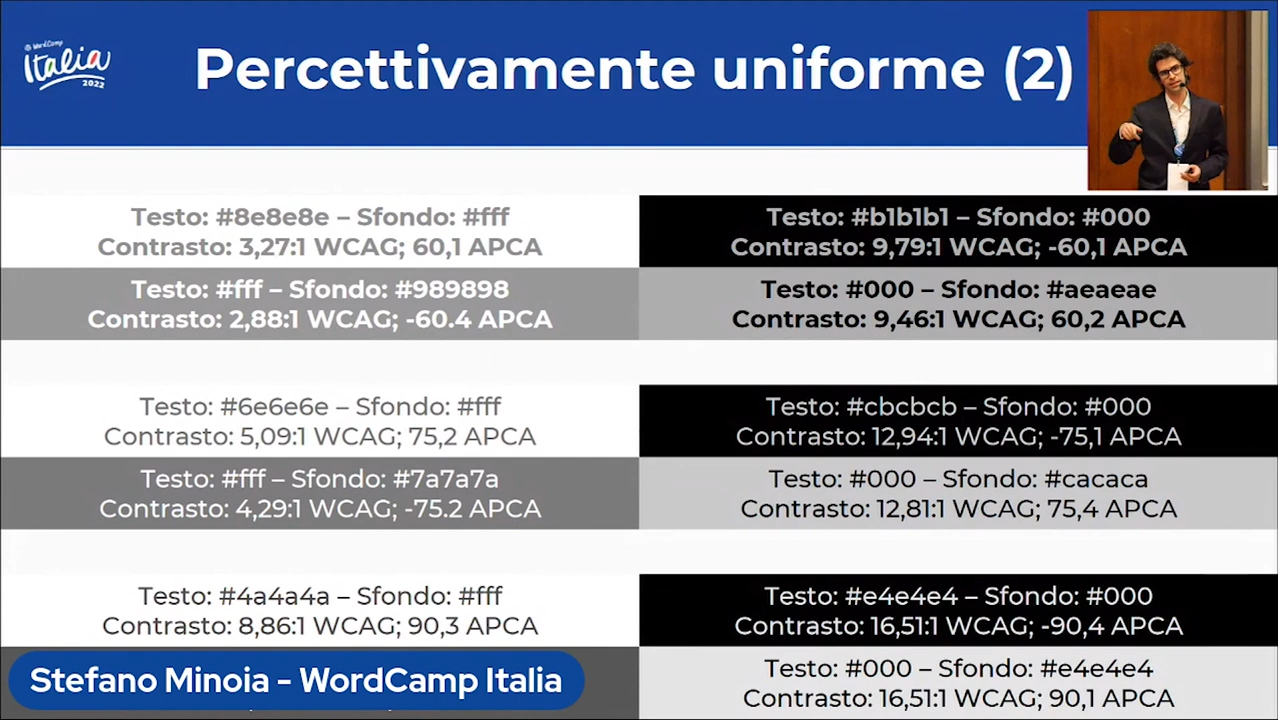 WordCamp
Italia
2022
Percettivamente uniforme (2)
Testo: #8e8e8e – Sfondo: #fff
Contrasto: 3,27:1 WCAG; 60,1 APCA
Testo: #fff – Sfondo: #989898
Contrasto: 2,88:1 WCAG; -60.4 APCA
Testo: #b1b1b1 – Sfondo: #000
Contrasto: 9,79:1 WCAG; -60,1 APCA
Testo: #000 – Sfondo: #aeaeae
Contrasto: 9,46:1 WCAG; 60,2 APCA
Testo: #6e6e6e – Sfondo: #fff
Contrasto: 5,09:1 WCAG; 75,2 APCA
Testo: #fff – Sfondo: #7a7a7a
Contrasto: 4,29:1 WCAG; -75.2 APCA
Testo: #cbcbcb – Sfondo: #000
Contrasto: 12,94:1 WCAG; -75,1 APCA
Testo: #000 – Sfondo: #cacaca
Contrasto: 12,81:1 WCAG; 75,4 APCA
Testo: #4a4a4a – Sfondo: #fff
Contrasto: 8,86:1 WCAG; 90,3 APCA
Testo: #e4e4e4 – Sfondo: #000
Contrasto: 16,51:1 WCAG; -90,4 APCA
Testo: #000 – Sfondo: #e4e4e4
Contrasto: 16,51:1 WCAG; 90,1 APCA
Stefano Minoia - WordCamp Italia